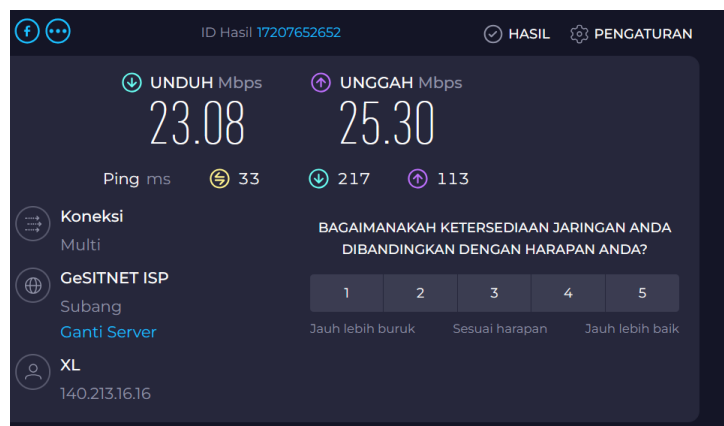 ID Hasil 17207652652
HASIL
PENGATURAN
UNDUH Mbps
23.08
UNGGAH Mbps
25.30
Ping ms 33 217 113
Koneksi
Multi
GeSITNET ISP
Subang
Ganti Server
XL
140.213.16.16
BAGAIMANAKAH KETERSEDIAAN JARINGAN ANDA
DIBANDINGKAN DENGAN HARAPAN ANDA?
1 2 3 4 5
Jauh lebih buruk Sesuai harapan Jauh lebih baik